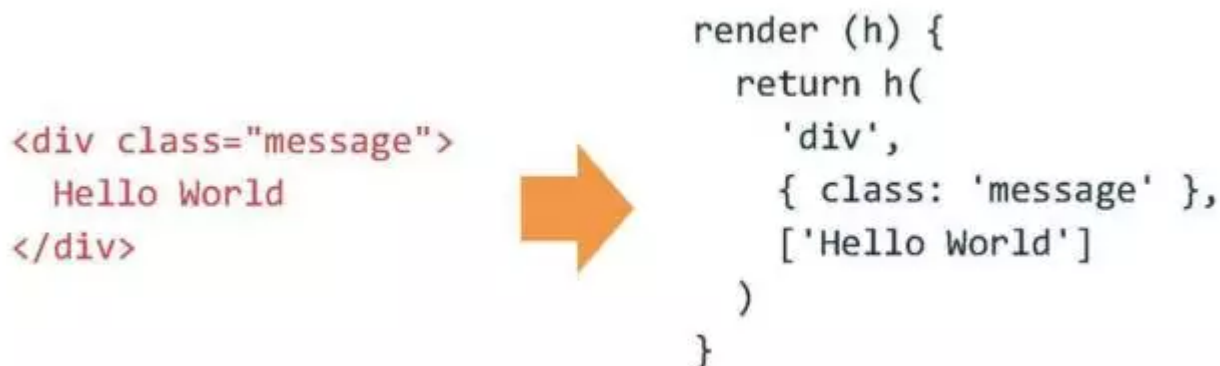 <div class="message">
  Hello World
</div>
render (h) {
  return h(
    'div',
    { class: 'message' },
    ['Hello World']
  )
}